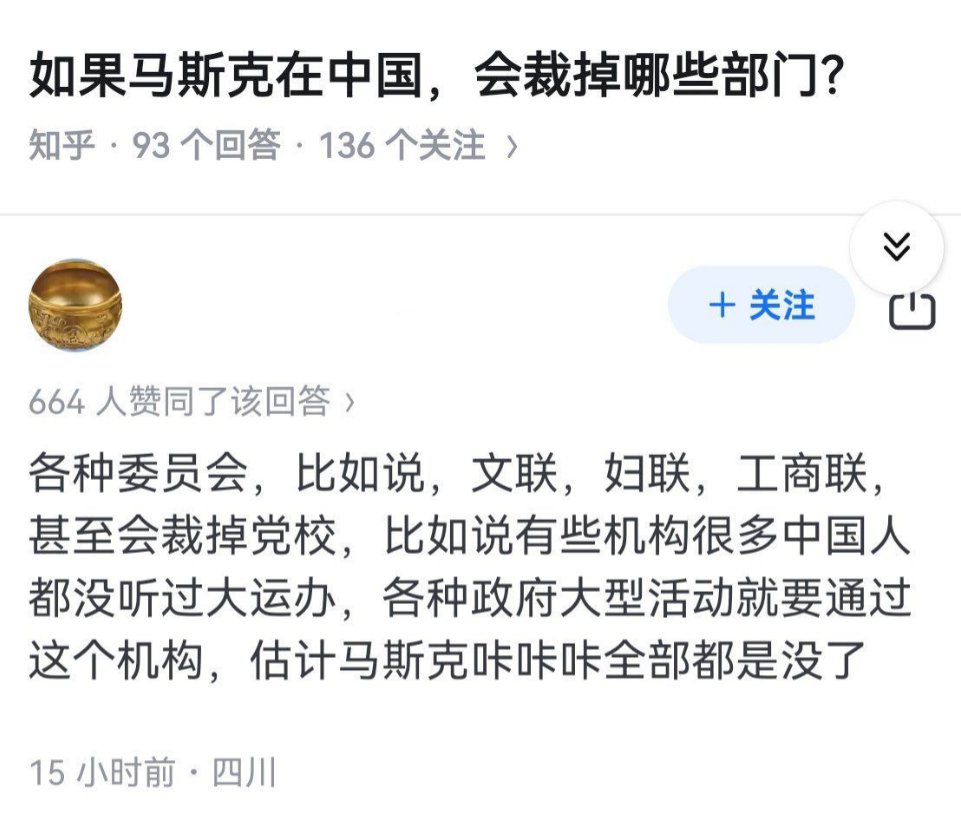 如果马斯克在中国，会裁掉哪些部门？
知乎 · 93 个回答 · 136 个关注 ›
+ 关注
664 人赞同了该回答 ›
各种委员会，比如说，文联，妇联，工商联，
甚至会裁掉党校，比如说有些机构很多中国人
都没听过大运办，各种政府大型活动就要通过
这个机构，估计马斯克咔咔咔全部都是没了
15 小时前 · 四川